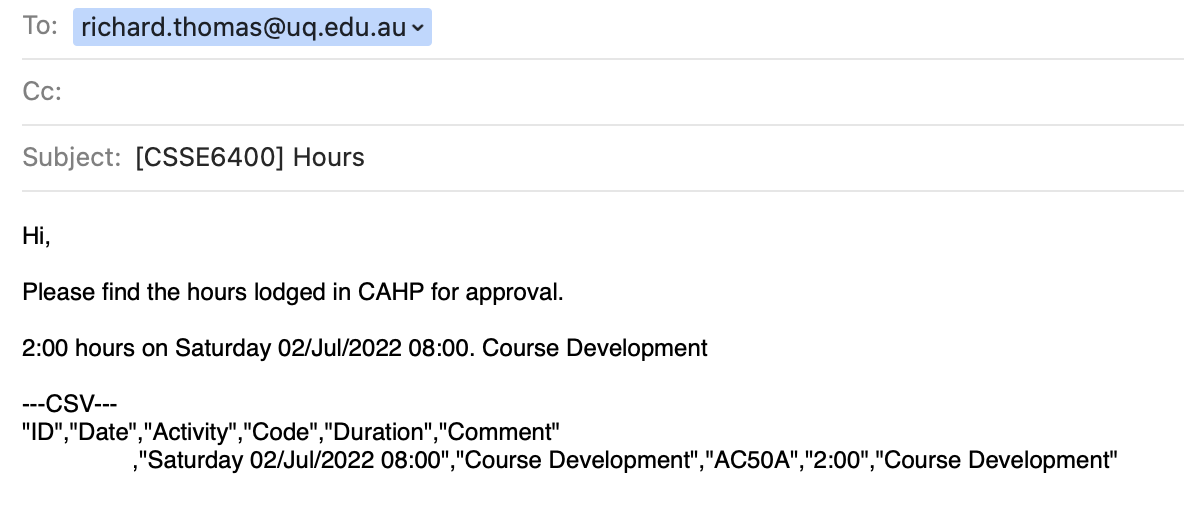 To: richard.thomas@uq.edu.au
Cc:
Subject: [CSSE6400] Hours
Hi,
Please find the hours lodged in CAHP for approval.
2:00 hours on Saturday 02/Jul/2022 08:00. Course Development
---CSV---
"ID","Date","Activity","Code","Duration","Comment"
,"Saturday 02/Jul/2022 08:00","Course Development","AC50A","2:00","Course Development"